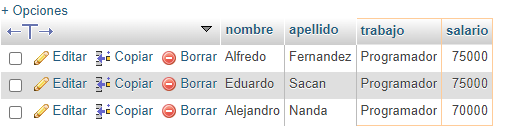 + Opciones
nombre apellido trabajo salario
Editar Copiar Borrar Alfredo Fernandez Programador 75000
Editar Copiar Borrar Eduardo Sacan Programador 75000
Editar Copiar Borrar Alejandro Nanda Programador 70000